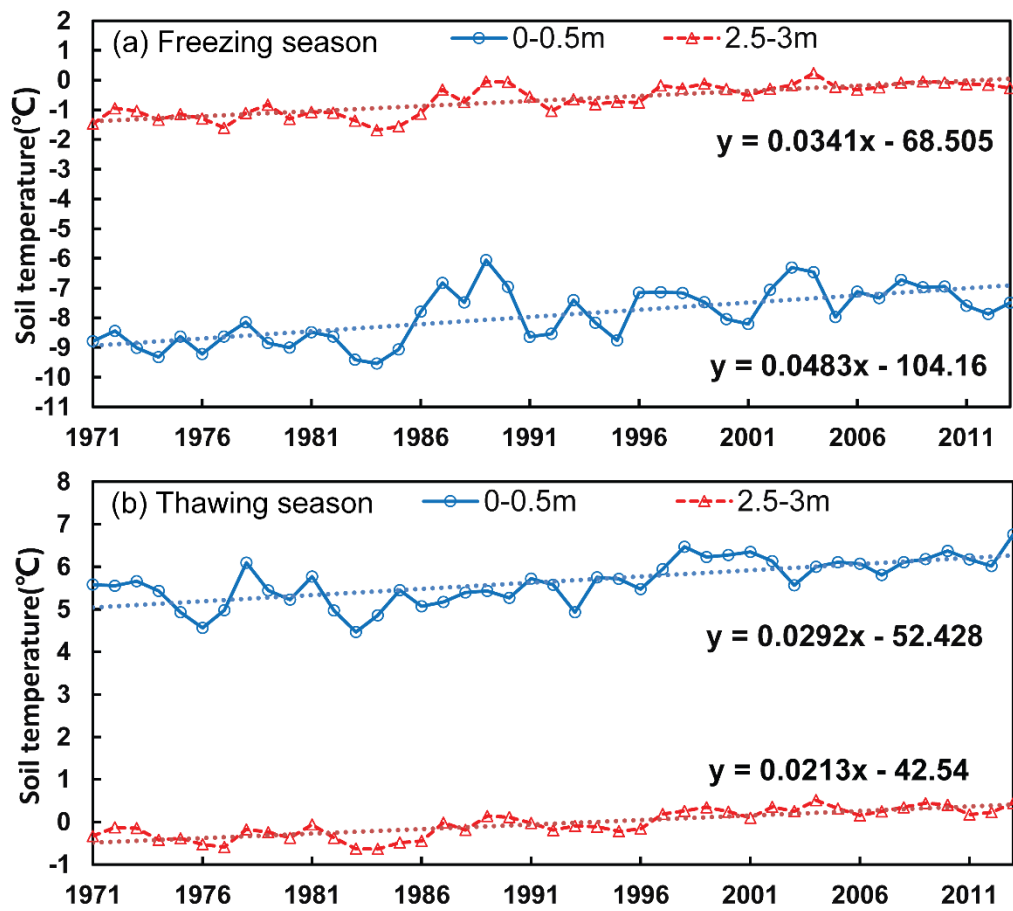 (a) Freezing season 0-0.5m 2.5-3m
Soil temperature(℃)
2
1
0
-1
-2
-3
-4
-5
-6
-7
-8
-9
-10
-11
y = 0.0341x - 68.505
y = 0.0483x - 104.16
1971 1976 1981 1986 1991 1996 2001 2006 2011
(b) Thawing season 0-0.5m 2.5-3m
Soil temperature(℃)
8
7
6
5
4
3
2
1
0
-1
y = 0.0292x - 52.428
y = 0.0213x - 42.54
1971 1976 1981 1986 1991 1996 2001 2006 2011